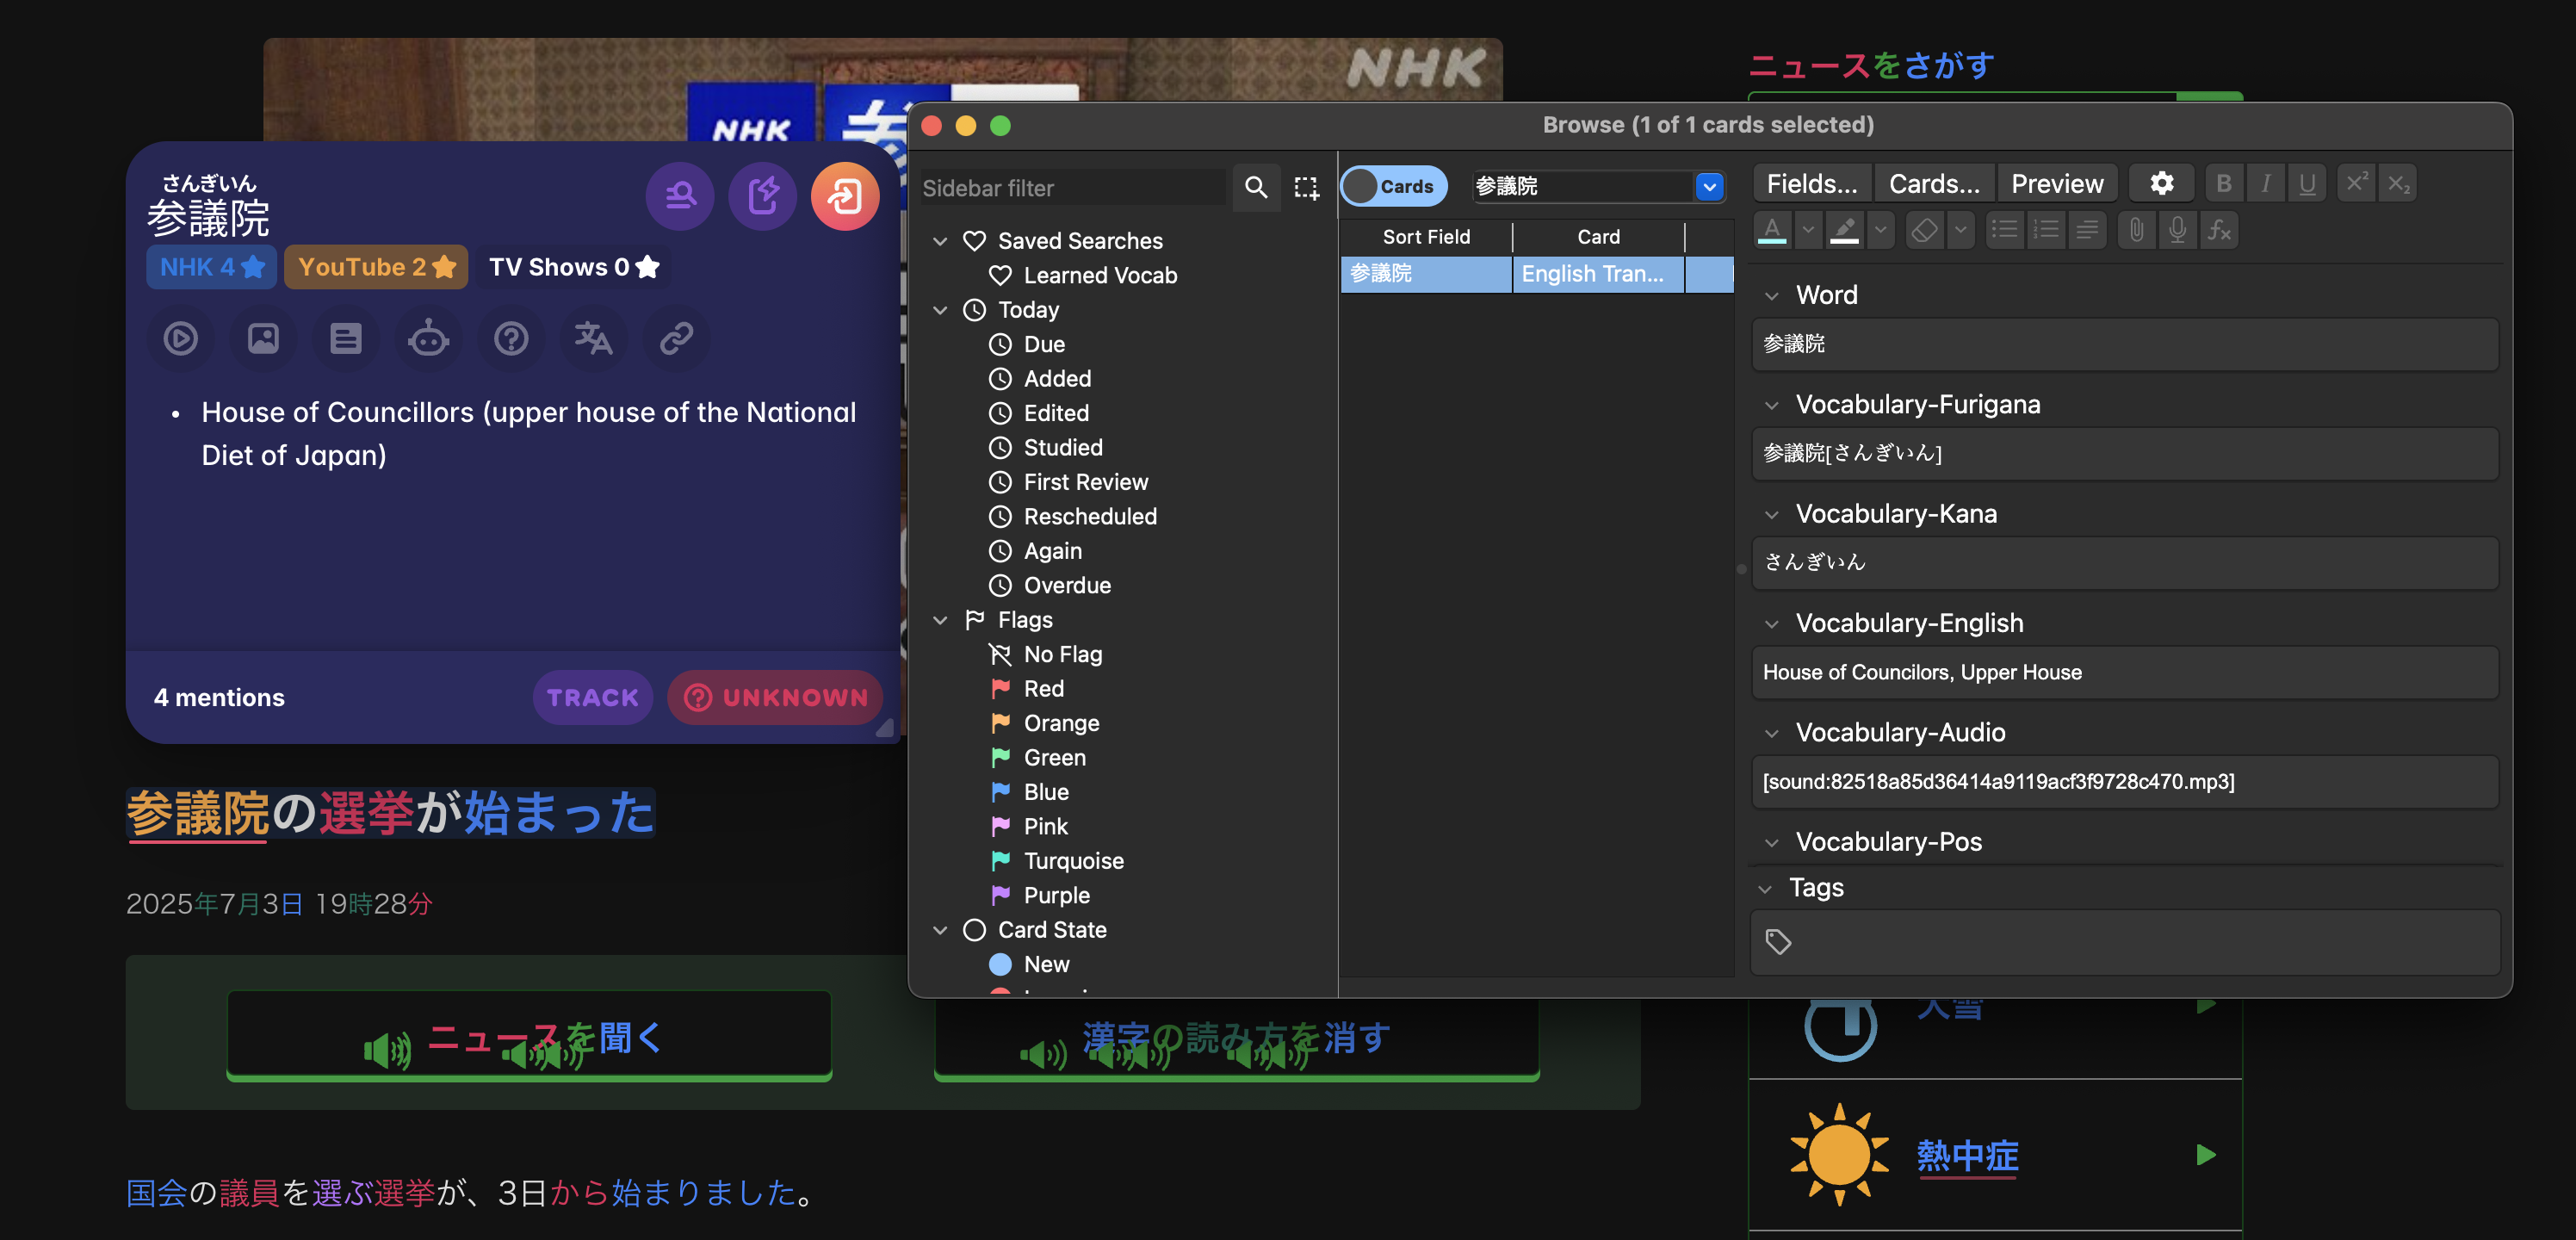 NHK
NHK
ニュースをさがす
さんぎいん
参議院
NHK 4
YouTube 2
TV Shows 0
House of Councillors (upper house of the National
Diet of Japan)
4 mentions
TRACK
UNKNOWN
Browse (1 of 1 cards selected)
Sidebar filter
Saved Searches
Learned Vocab
Today
Due
Added
Edited
Studied
First Review
Rescheduled
Again
Overdue
Flags
No Flag
Red
Orange
Green
Blue
Pink
Turquoise
Purple
Card State
New
Cards
参議院
Sort Field Card
参議院 English Tran...
Fields... Cards... Preview B I U x² x₂
A fx
Word
参議院
Vocabulary-Furigana
参議院[さんぎいん]
Vocabulary-Kana
さんぎいん
Vocabulary-English
House of Councilors, Upper House
Vocabulary-Audio
[sound:82518a85d36414a9119acf3f9728c470.mp3]
Vocabulary-Pos
Tags
参議院の選挙が始まった
2025年7月3日 19時28分
ニュースを聞く
漢字の読み方を消す
国会の議員を選ぶ選挙が、3日から始まりました。
大雪
熱中症